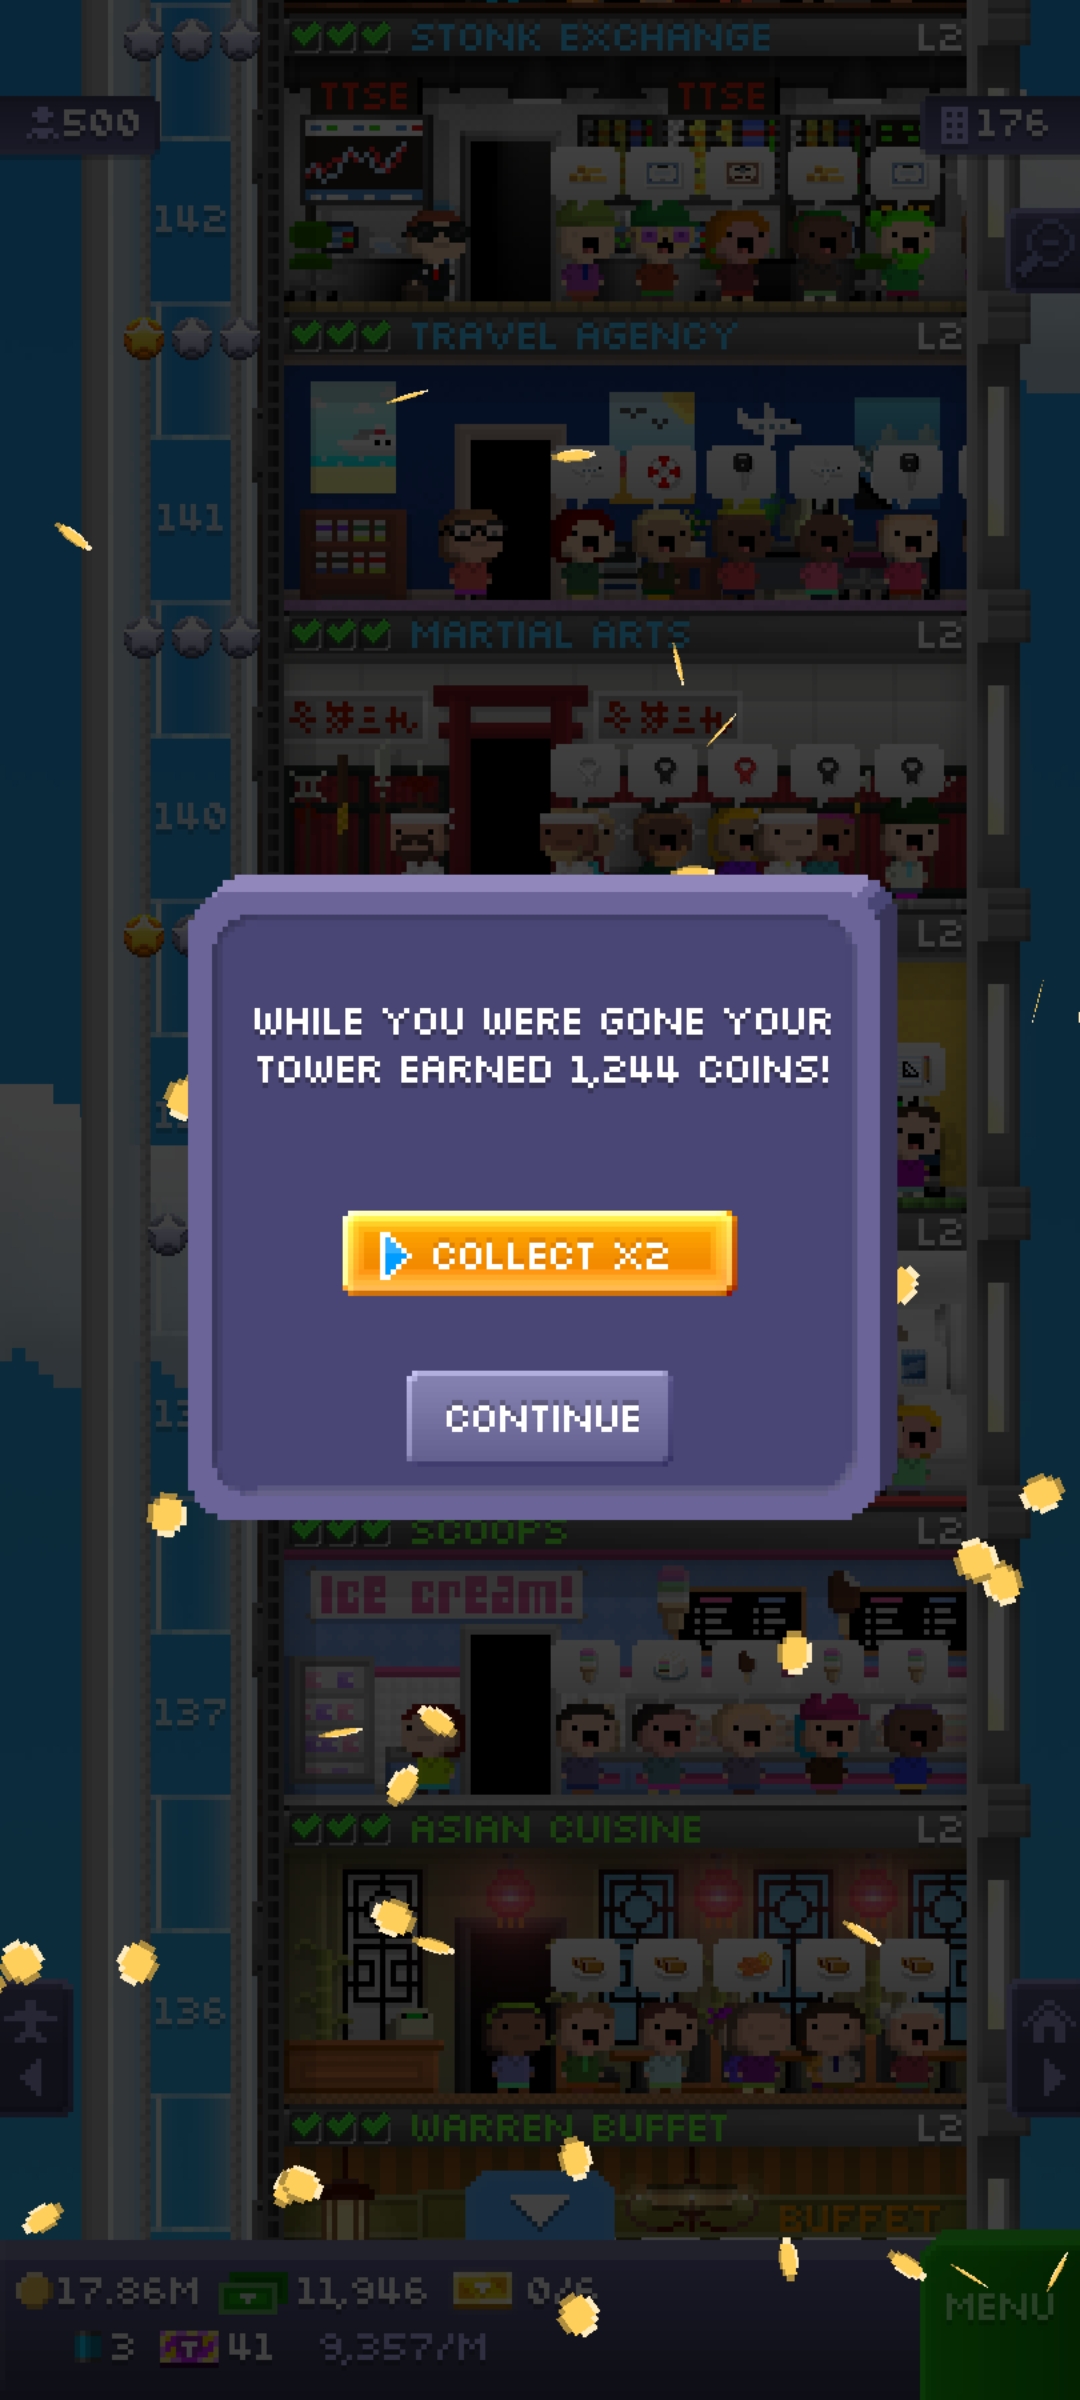 STONK EXCHANGE L2
TTSE TTSE
500
176
142
TRAVEL AGENCY L2
141
MARTIAL ARTS L2
140
L2
WHILE YOU WERE GONE YOUR
TOWER EARNED 1,244 COINS!
L2
COLLECT X2
CONTINUE
SCOOPS L2
Ice cream!
137
ASIAN CUISINE L2
136
WARREN BUFFET L2
BUFFET
17.86M 11,946 0/6
MENU
3 41 9,357/M